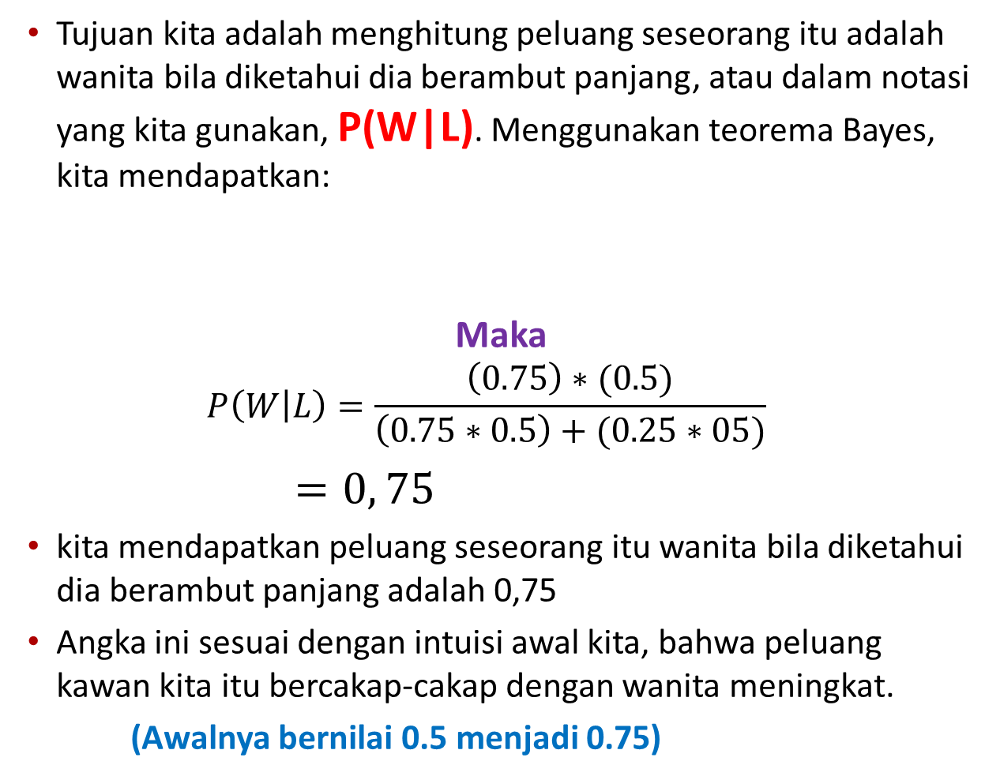 • Tujuan kita adalah menghitung peluang seseorang itu adalah
wanita bila diketahui dia berambut panjang, atau dalam notasi
yang kita gunakan, P(W|L). Menggunakan teorema Bayes,
kita mendapatkan:
Maka
P(W|L) = (0.75) ∗ (0.5) / (0.75 ∗ 0.5) + (0.25 ∗ 05)
= 0, 75
• kita mendapatkan peluang seseorang itu wanita bila diketahui
dia berambut panjang adalah 0,75
• Angka ini sesuai dengan intuisi awal kita, bahwa peluang
kawan kita itu bercakap-cakap dengan wanita meningkat.
(Awalnya bernilai 0.5 menjadi 0.75)